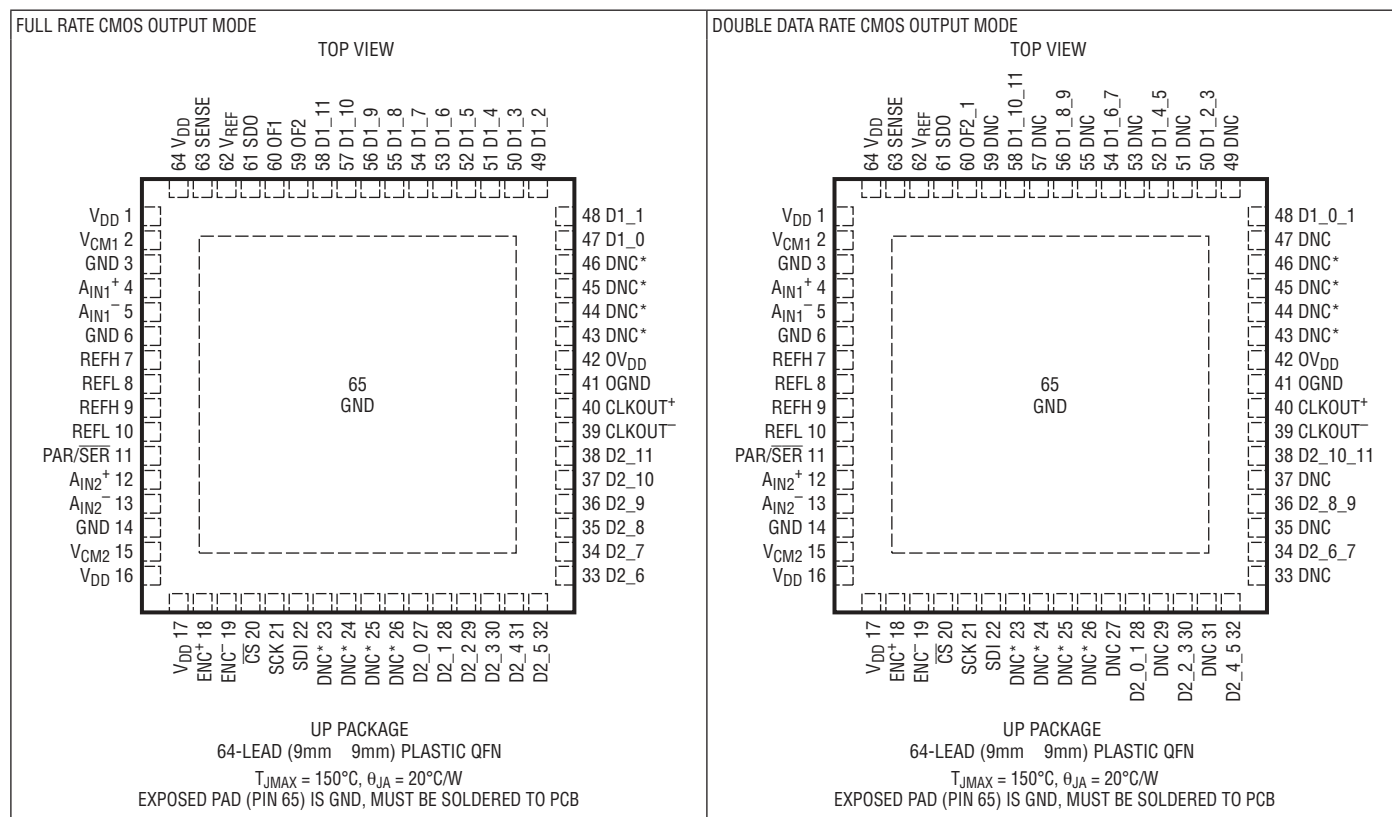 FULL RATE CMOS OUTPUT MODE
TOP VIEW
64 VDD
63 SENSE
62 VREF
61 SDO
60 OF1
59 OF2
58 D1_11
57 D1_10
56 D1_9
55 D1_8
54 D1_7
53 D1_6
52 D1_5
51 D1_4
50 D1_3
49 D1_2
VDD 1
VCM1 2
GND 3
AIN1+ 4
AIN1– 5
GND 6
REFH 7
REFL 8
REFH 9
REFL 10
PAR/SER 11
AIN2+ 12
AIN2– 13
GND 14
VCM2 15
VDD 16
65
GND
48 D1_1
47 D1_0
46 DNC*
45 DNC*
44 DNC*
43 DNC*
42 OVDD
41 OGND
40 CLKOUT+
39 CLKOUT–
38 D2_11
37 D2_10
36 D2_9
35 D2_8
34 D2_7
33 D2_6
VDD 17
ENC+ 18
ENC– 19
CS 20
SCK 21
SDI 22
DNC* 23
DNC* 24
DNC* 25
DNC* 26
D2_0 27
D2_1 28
D2_2 29
D2_3 30
D2_4 31
D2_5 32
UP PACKAGE
64-LEAD (9mm 9mm) PLASTIC QFN
TJMAX = 150°C, θJA = 20°C/W
EXPOSED PAD (PIN 65) IS GND, MUST BE SOLDERED TO PCB
DOUBLE DATA RATE CMOS OUTPUT MODE
TOP VIEW
64 VDD
63 SENSE
62 VREF
61 SDO
60 OF2_1
59 DNC
58 D1_10_11
57 DNC
56 D1_8_9
55 DNC
54 D1_6_7
53 DNC
52 D1_4_5
51 DNC
50 D1_2_3
49 DNC
VDD 1
VCM1 2
GND 3
AIN1+ 4
AIN1– 5
GND 6
REFH 7
REFL 8
REFH 9
REFL 10
PAR/SER 11
AIN2+ 12
AIN2– 13
GND 14
VCM2 15
VDD 16
65
GND
48 D1_0_1
47 DNC
46 DNC*
45 DNC*
44 DNC*
43 DNC*
42 OVDD
41 OGND
40 CLKOUT+
39 CLKOUT–
38 D2_10_11
37 DNC
36 D2_8_9
35 DNC
34 D2_6_7
33 DNC
VDD 17
ENC+ 18
ENC– 19
CS 20
SCK 21
SDI 22
DNC* 23
DNC* 24
DNC* 25
DNC* 26
DNC 27
D2_0_1 28
DNC 29
D2_2_3 30
DNC 31
D2_4_5 32
UP PACKAGE
64-LEAD (9mm 9mm) PLASTIC QFN
TJMAX = 150°C, θJA = 20°C/W
EXPOSED PAD (PIN 65) IS GND, MUST BE SOLDERED TO PCB